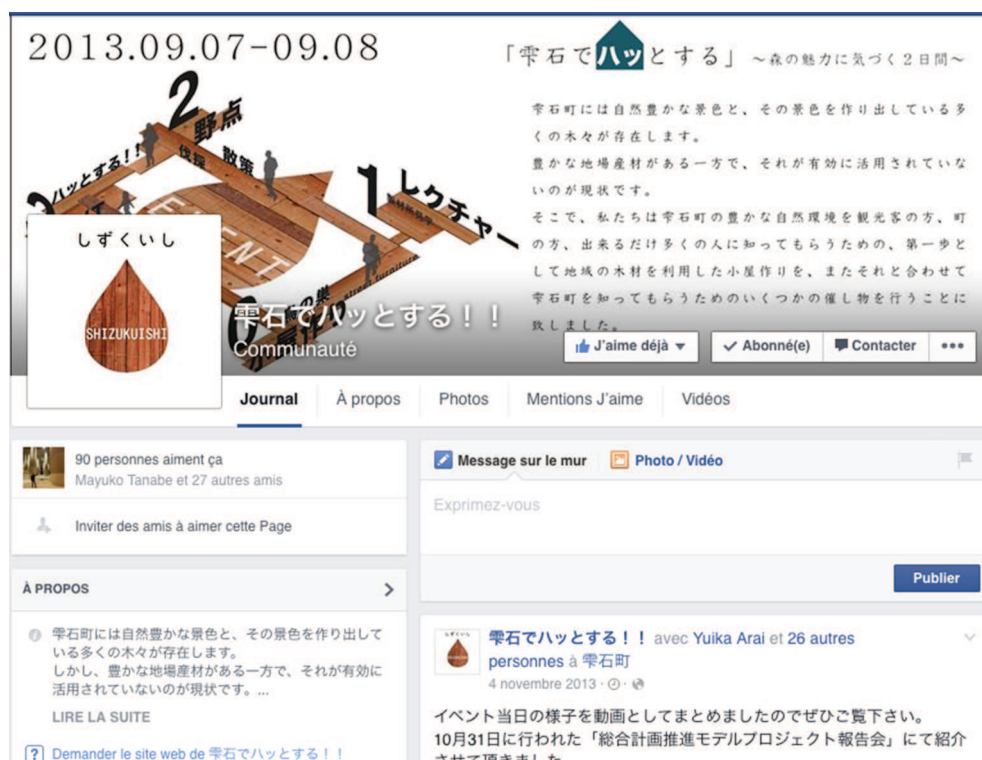 2013.09.07-09.08
「雫石でハッとする」 ～森の魅力に気づく２日間～
雫石町には自然豊かな景色と、その景色を作り出している多
くの木々が存在します。
豊かな地場産材がある一方で、それが有効に活用されていな
いのが現状です。
そこで、私たちは雫石町の豊かな自然環境を観光客の方、町
の方、出来るだけ多くの人に知ってもらうための、第一歩と
して地域の木材を利用した小屋作りを、またそれと合わせて
雫石町を知ってもらうためのいくつかの催し物を行うことに
致しました。
2
野点
伐採 散策
ハッとする！！
1
レクチャー
EVENT
street furniture
しずくいし
SHIZUKUISHI
雫石でハッとする！！
Communauté
J'aime déjà
Abonné(e)
Contacter
Journal À propos Photos Mentions J'aime Vidéos
90 personnes aiment ça
Mayuko Tanabe et 27 autres amis
Inviter des amis à aimer cette Page
À PROPOS
雫石町には自然豊かな景色と、その景色を作り出して
いる多くの木々が存在します。
しかし、豊かな地場産材がある一方で、それが有効に
活用されていないのが現状です。...
LIRE LA SUITE
Demander le site web de 雫石でハッとする！！
Message sur le mur Photo / Vidéo
Exprimez-vous
Publier
しずくいし
SHIZUKUISHI
雫石でハッとする！！ avec Yuika Arai et 26 autres
personnes à 雫石町
4 novembre 2013
イベント当日の様子を動画としてまとめましたのでぜひご覧下さい。
10月31日に行われた「総合計画推進モデルプロジェクト報告会」にて紹介
させて頂きました